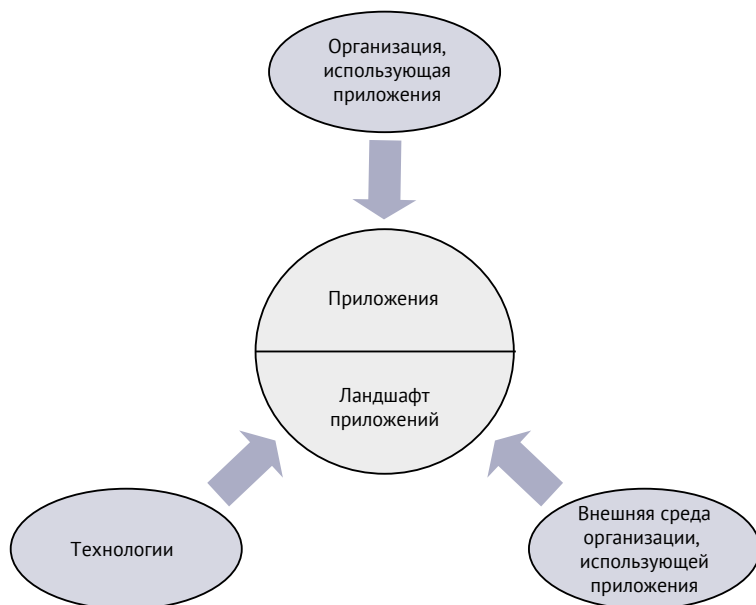 Организация,
использующая
приложения
Приложения
Ландшафт
приложений
Технологии
Внешняя среда
организации,
использующей
приложения